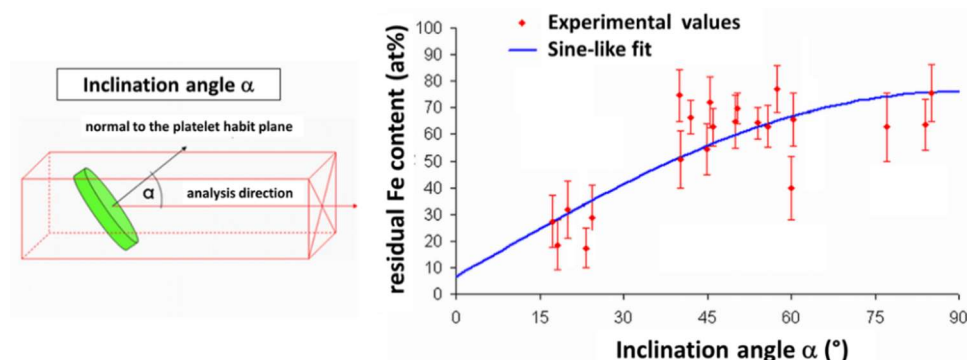 Inclination angle α
normal to the platelet habit plane
α
analysis direction
residual Fe content (at%)
100
90
80
70
60
50
40
30
20
10
0
Experimental values
Sine-like fit
0
15
30
45
60
75
90
Inclination angle α (°)